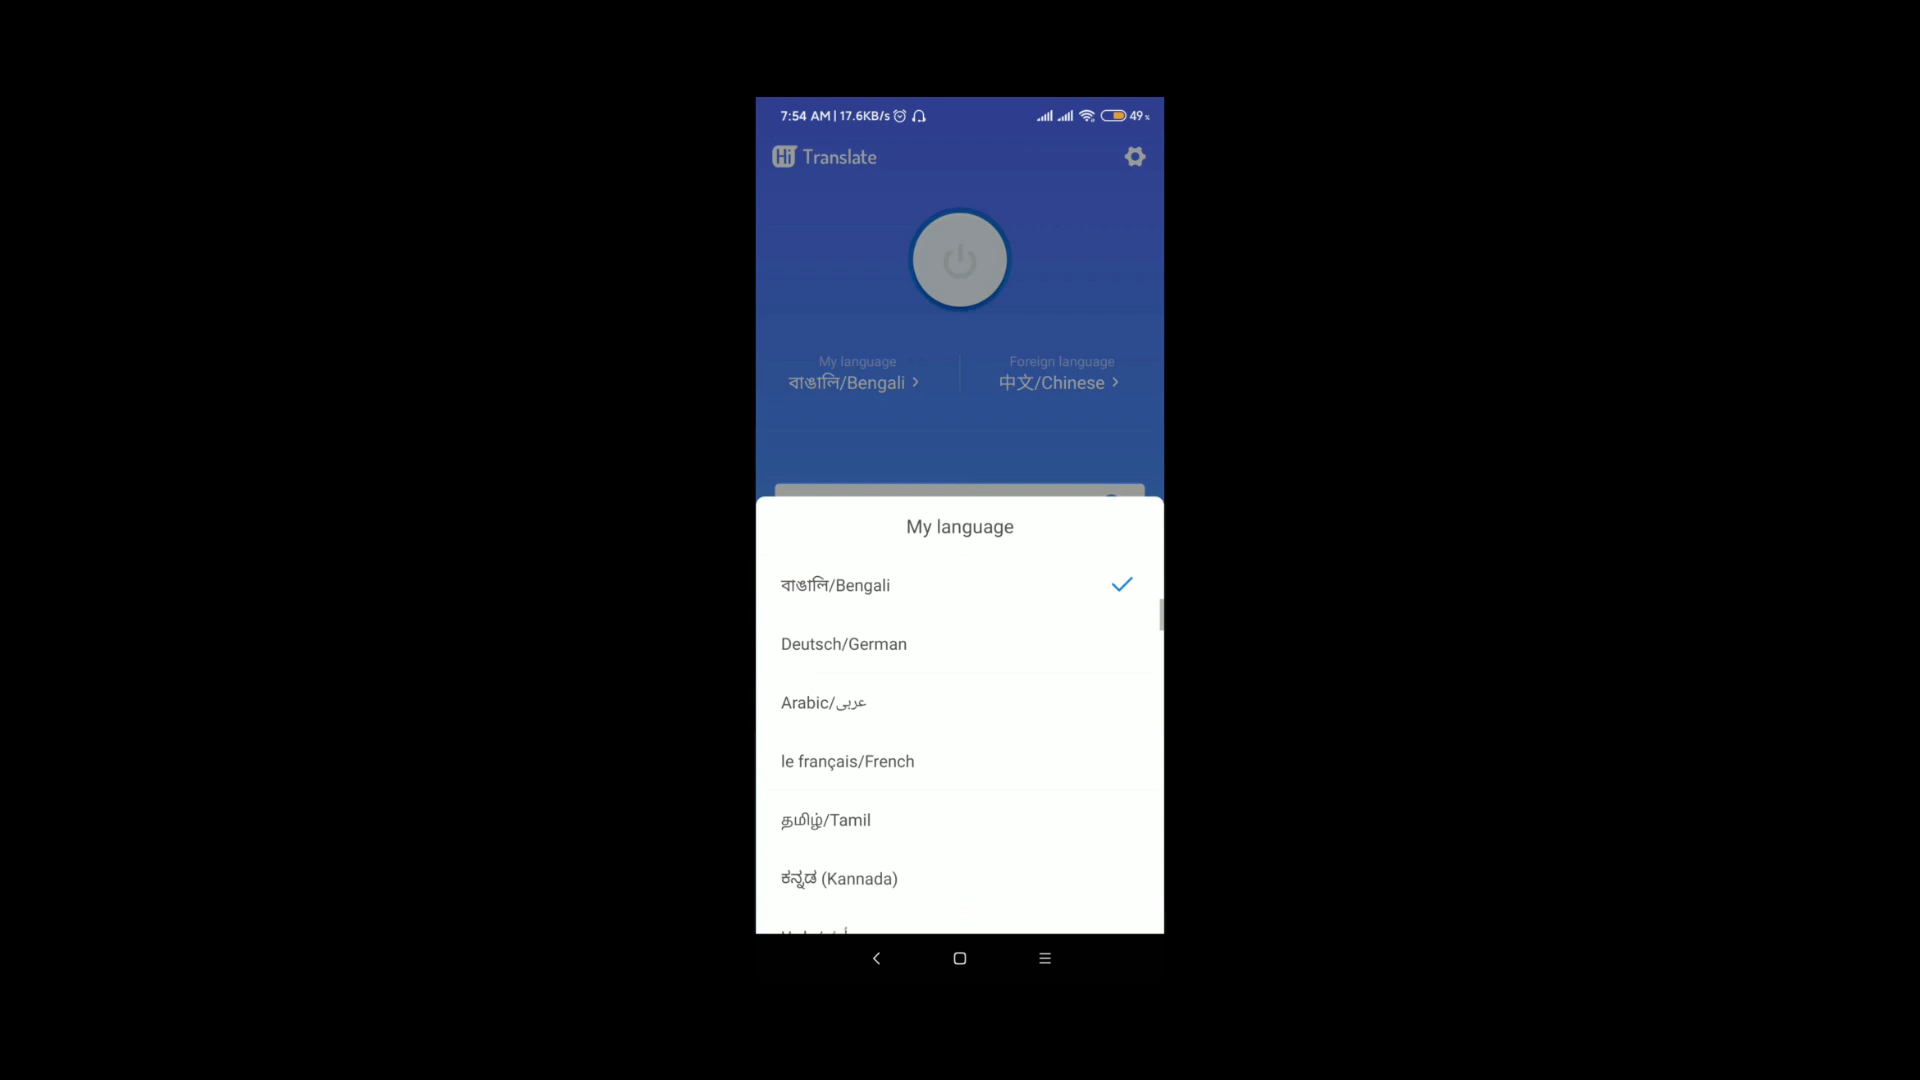 7:54 AM | 17.6KB/s 49%
Hi Translate
My language
বাঙালি/Bengali
Foreign language
中文/Chinese
My language
বাঙালি/Bengali
Deutsch/German
Arabic/عربى
le français/French
தமிழ்/Tamil
ಕನ್ನಡ (Kannada)